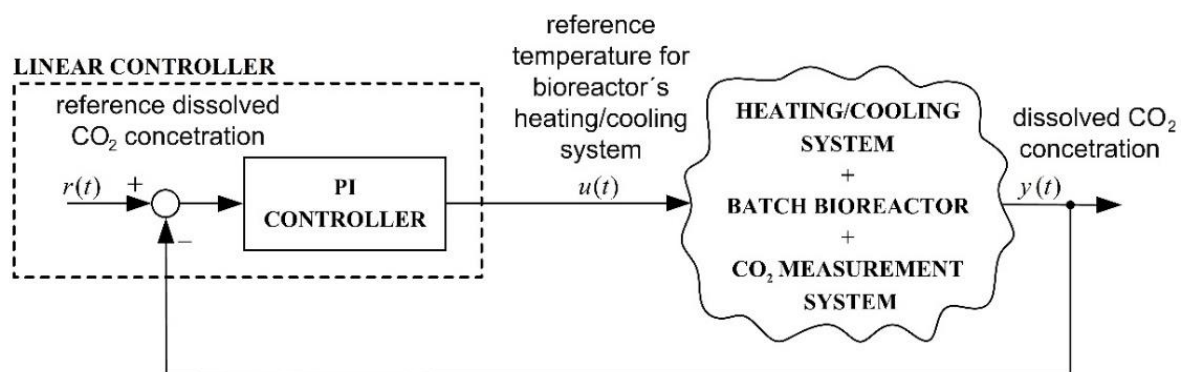 LINEAR CONTROLLER
reference dissolved
CO₂ concetration
r(t)
+
−
PI
CONTROLLER
reference
temperature for
bioreactor´s
heating/cooling
system
u(t)
HEATING/COOLING
SYSTEM
+
BATCH BIOREACTOR
+
CO₂ MEASUREMENT
SYSTEM
dissolved CO₂
concetration
y(t)